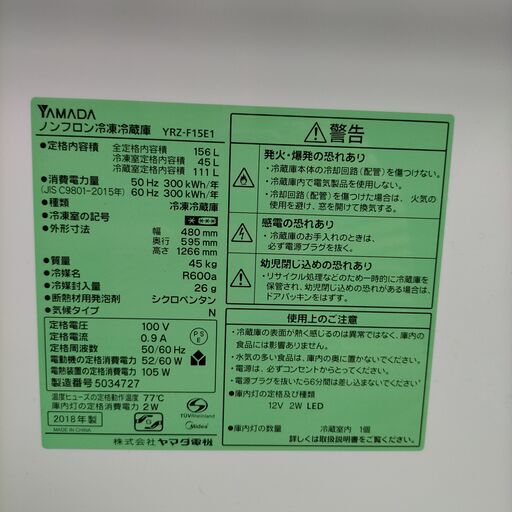 YAMADA
ノンフロン冷凍冷蔵庫 YRZ-F15E1
●定格内容積 全定格内容積 156 L
冷凍室定格内容積 45 L
冷蔵室定格内容積 111 L
●消費電力量 50 Hz 300 kWh/年
(JIS C9801-2015年) 60 Hz 300 kWh/年
●種類 冷凍冷蔵庫
●冷凍室の記号
●外形寸法 幅 480 mm
奥行 595 mm
高さ 1266 mm
●質量 45 kg
●冷媒名 R600a
●冷媒封入量 26 g
●断熱材用発泡剤 シクロペンタン
●気候タイプ N
定格電圧 100 V
定格電流 0.9 A
定格周波数 50/60 Hz
電動機の定格消費電力 52/60 W
電熱装置の定格消費電力 105 W
製造番号 5034727
PSE
温度ヒューズの定格動作温度 77℃
庫内灯の定格消費電力 2 W
2018年製
MADE IN CHINA
TÜVRheinland
Midea
株式会社 ヤマダ電機
警告
発火・爆発の恐れあり
・冷蔵庫本体の冷却回路(配管)を傷つけない。
・冷蔵庫内で電気製品を使用しない。
・冷却回路(配管)を傷つけた場合は、火気の
使用を避け、窓を開けて換気する。
感電の恐れあり
・冷蔵庫のお手入れのときは、
必ず電源プラグを抜く。
幼児閉じ込めの恐れあり
・リサイクル処理などのため一時的に冷蔵庫を
保管され、幼児閉じ込めの恐れがある場合は、
ドアパッキンをはずす。
使用上のご注意
・冷蔵庫の表面が熱く感じるのは異常ではなく、庫内の
食品には影響ありません。
・水気の多い食品は、庫内の奥に置かないでください。
・電源は、必ずコンセントからとってください。
・電源プラグを抜いたら6分間は差し込まないでください。
●庫内灯の定格及び種類
12V 2W LED
●庫内灯の数量 冷蔵室内 1個
詳しくは取扱説明書をご覧ください。